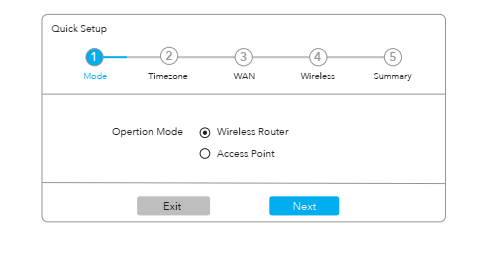 Quick Setup
1 2 3 4 5
Mode Timezone WAN Wireless Summary
Opertion Mode Wireless Router
Access Point
Exit Next